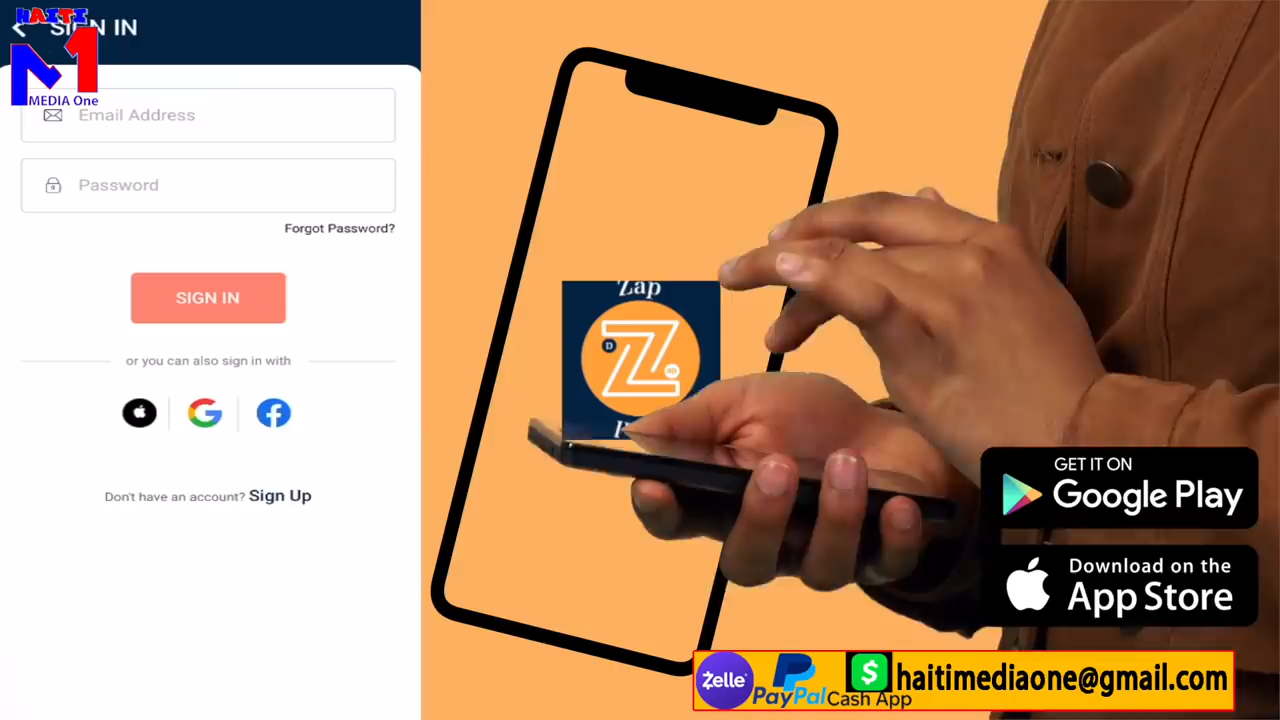 HAITI
M1
MEDIA One
SIGN IN
Email Address
Password
Forgot Password?
SIGN IN
or you can also sign in with
Don't have an account? Sign Up
Zap
Z
D
GET IT ON
Google Play
Download on the
App Store
Zelle
PayPal
$
Cash App
haitimediaone@gmail.com